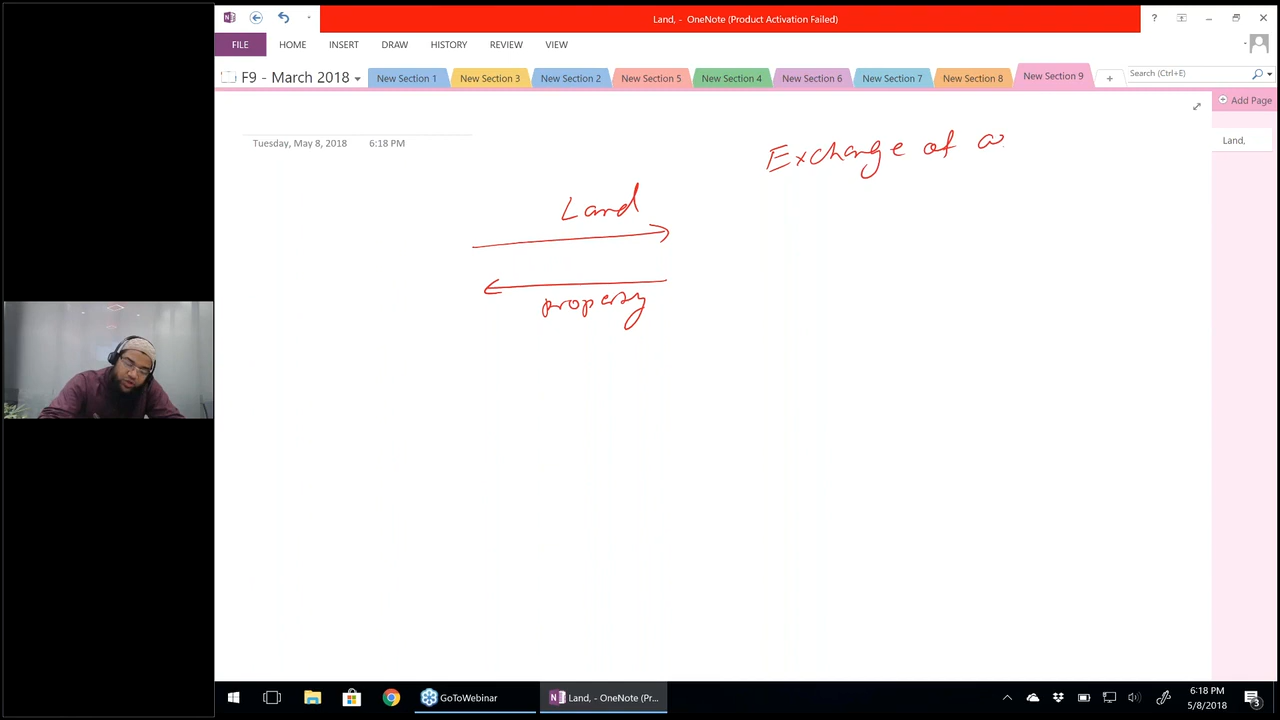 Land, - OneNote (Product Activation Failed)
?
FILE HOME INSERT DRAW HISTORY REVIEW VIEW
F9 - March 2018 New Section 1 New Section 3 New Section 2 New Section 5 New Section 4 New Section 6 New Section 7 New Section 8 New Section 9 + Search (Ctrl+E)
Add Page
Land,
Tuesday, May 8, 2018 6:18 PM
Exchange of
Land
property
GoToWebinar
Land, - OneNote (Pr...
6:18 PM
5/8/2018
3